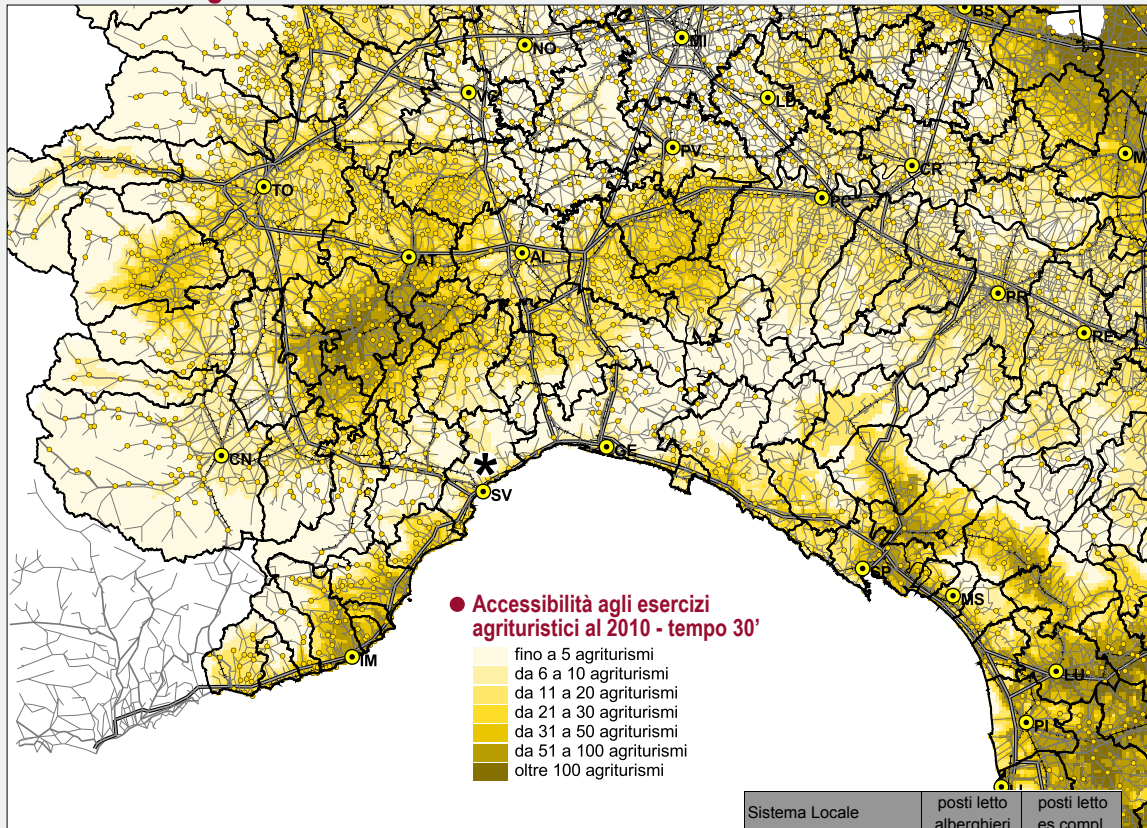 BS
NO
MI
LD
PV
CR
TO
PC
AT
AL
PR
RE
GE
CN
*
SV
SP
MS
IM
LU
PI
● Accessibilità agli esercizi
agrituristici al 2010 - tempo 30’
fino a 5 agriturismi
da 6 a 10 agriturismi
da 11 a 20 agriturismi
da 21 a 30 agriturismi
da 31 a 50 agriturismi
da 51 a 100 agriturismi
oltre 100 agriturismi
Sistema Locale
posti letto
alberghieri
posti letto
es compl